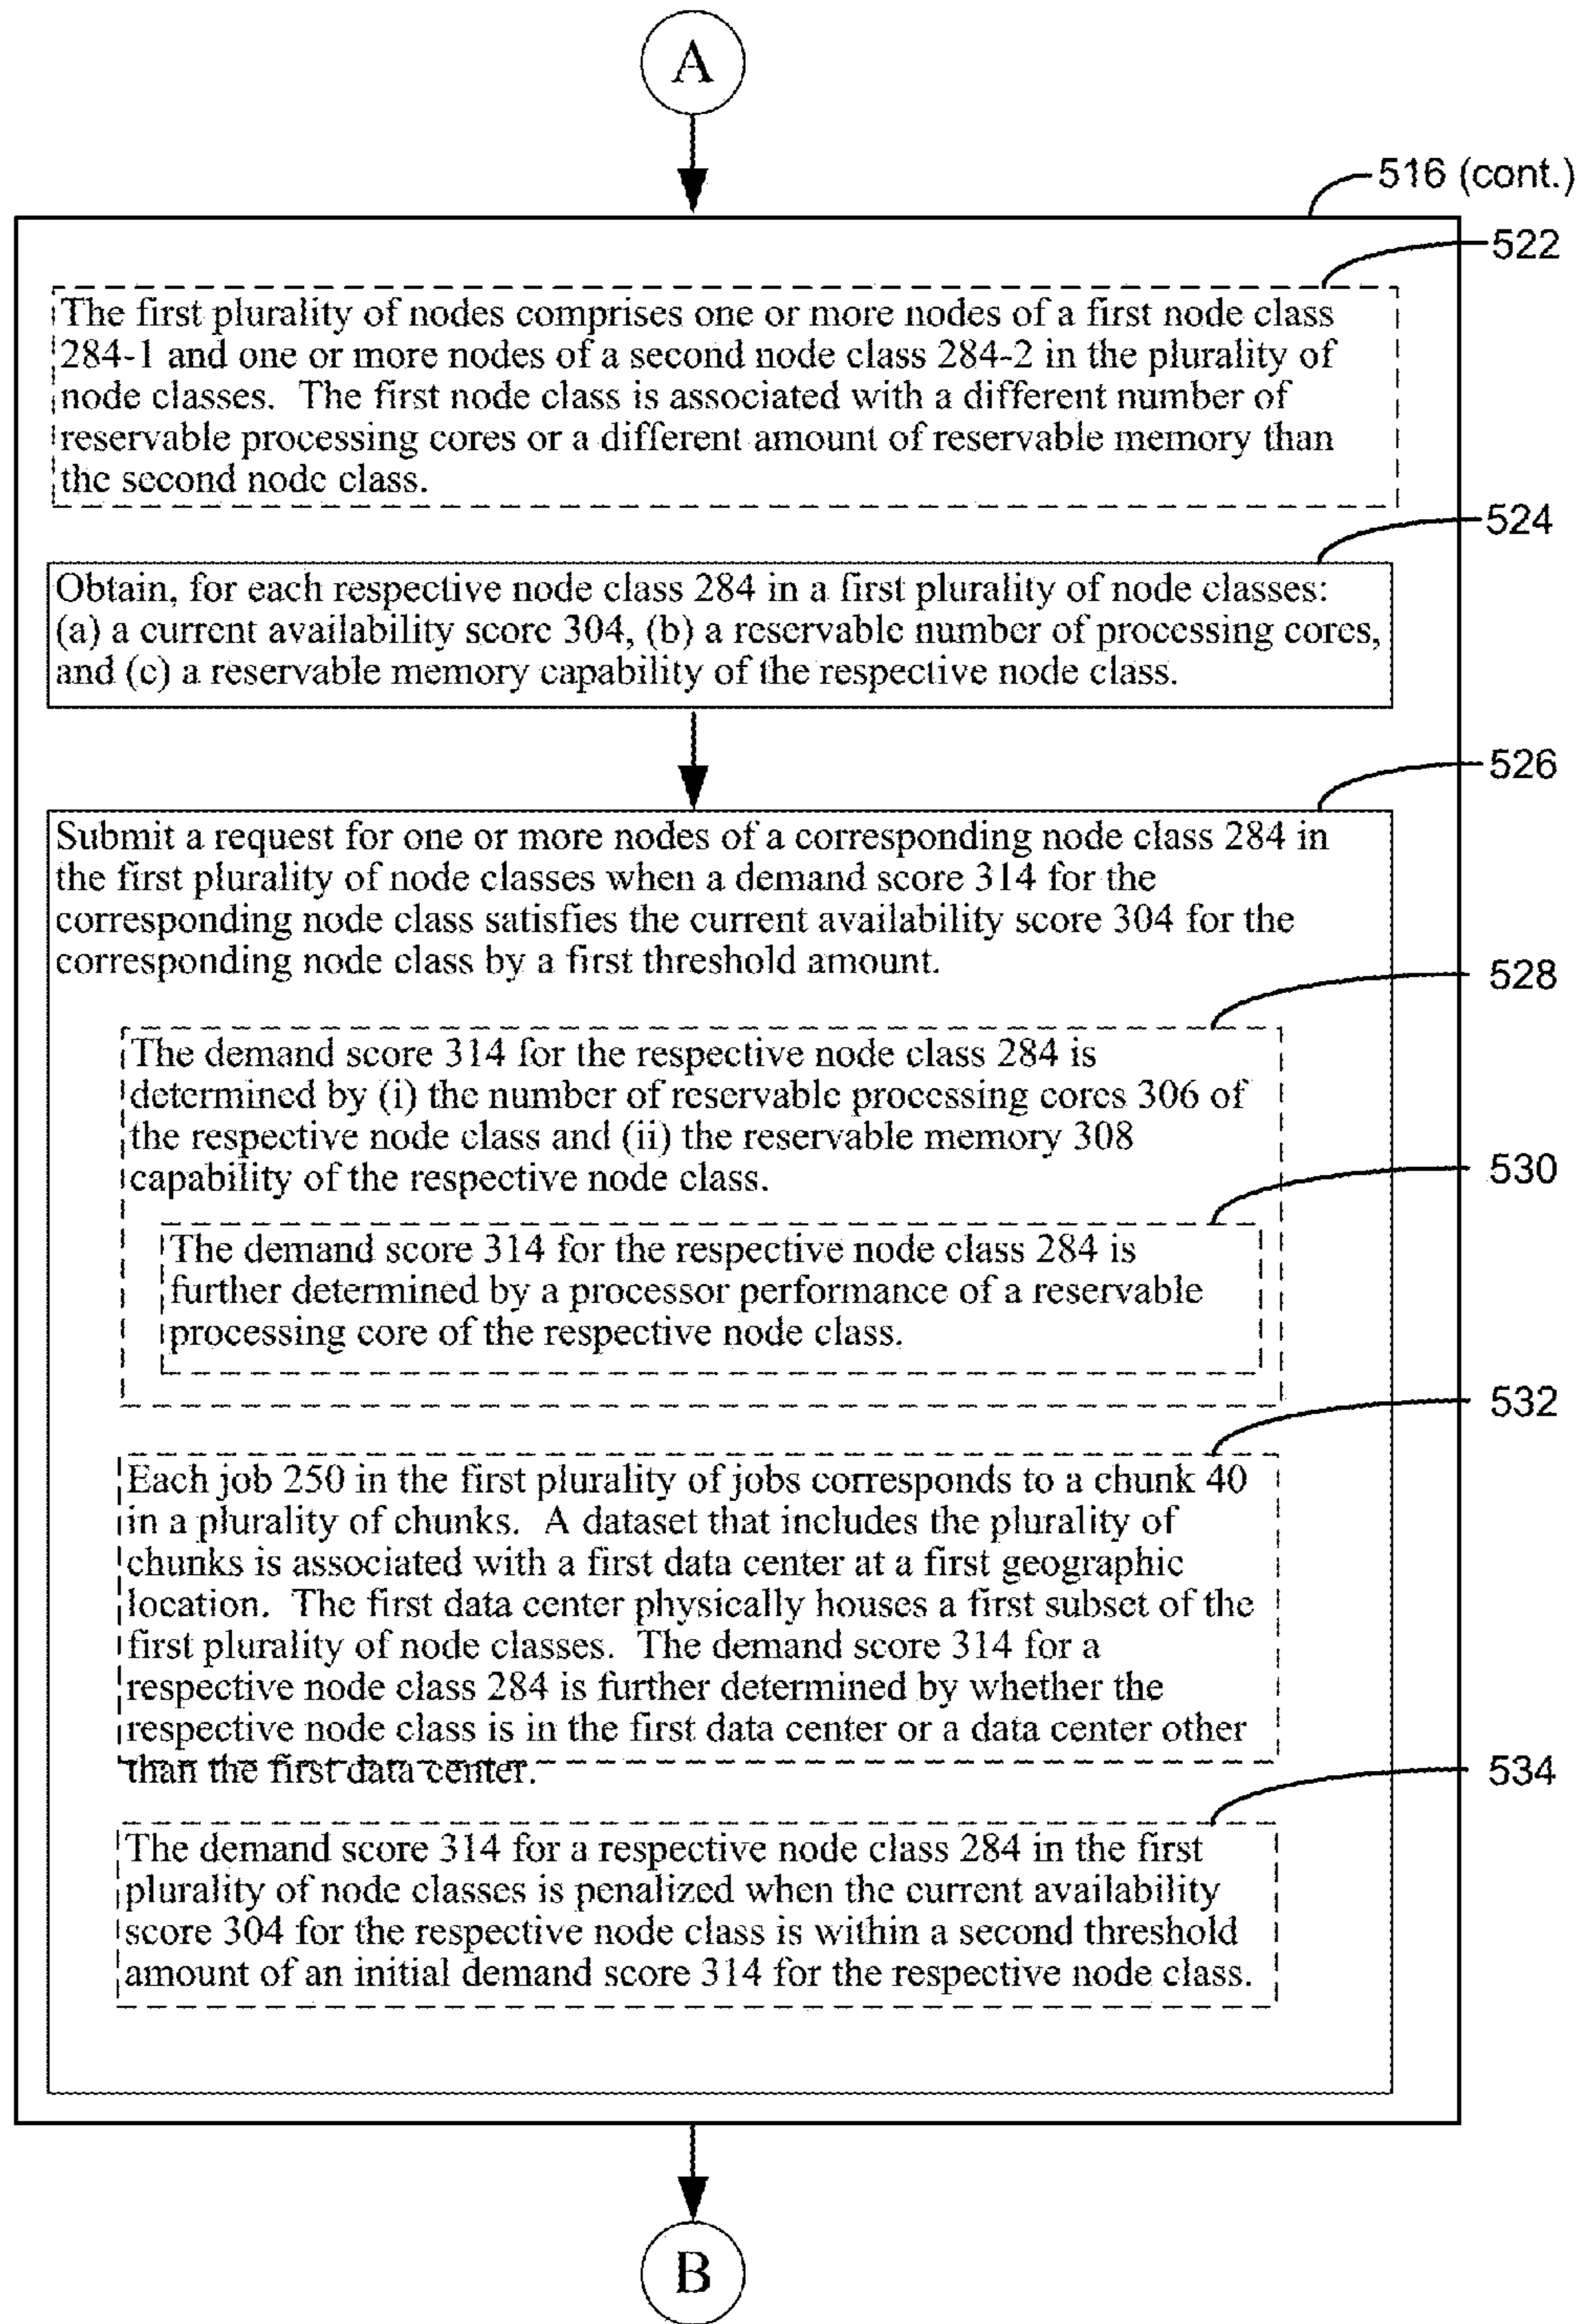 A
516 (cont.)
522
The first plurality of nodes comprises one or more nodes of a first node class
284-1 and one or more nodes of a second node class 284-2 in the plurality of
node classes.  The first node class is associated with a different number of
reservable processing cores or a different amount of reservable memory than
the second node class.
524
Obtain, for each respective node class 284 in a first plurality of node classes:
(a) a current availability score 304, (b) a reservable number of processing cores,
and (c) a reservable memory capability of the respective node class.
526
Submit a request for one or more nodes of a corresponding node class 284 in
the first plurality of node classes when a demand score 314 for the
corresponding node class satisfies the current availability score 304 for the
corresponding node class by a first threshold amount.
528
The demand score 314 for the respective node class 284 is
determined by (i) the number of reservable processing cores 306 of
the respective node class and (ii) the reservable memory 308
capability of the respective node class.
530
The demand score 314 for the respective node class 284 is
further determined by a processor performance of a reservable
processing core of the respective node class.
532
Each job 250 in the first plurality of jobs corresponds to a chunk 40
in a plurality of chunks.  A dataset that includes the plurality of
chunks is associated with a first data center at a first geographic
location.  The first data center physically houses a first subset of the
first plurality of node classes.  The demand score 314 for a
respective node class 284 is further determined by whether the
respective node class is in the first data center or a data center other
than the first data center.
534
The demand score 314 for a respective node class 284 in the first
plurality of node classes is penalized when the current availability
score 304 for the respective node class is within a second threshold
amount of an initial demand score 314 for the respective node class.
B